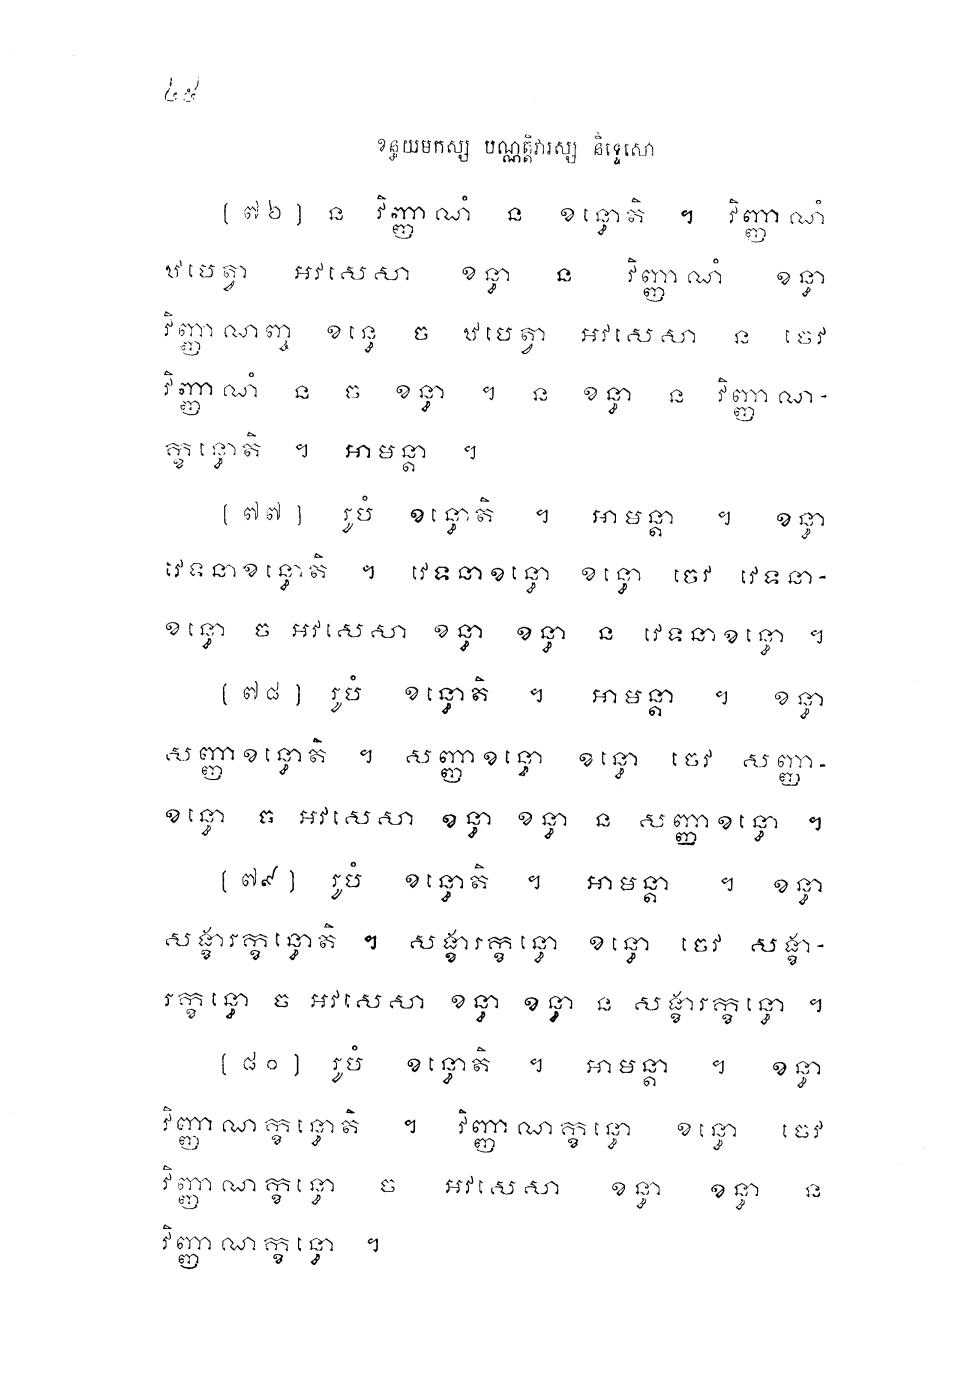 ៤៩
ខន្ធយមកស្ស បណ្ណត្តិវារស្ស និទ្ទេសោ
[៧៦] ន វិញ្ញាណំ ន ខន្ធោតិ ។ វិញ្ញាណំ
ឋបេត្វា អវសេសា ខន្ធា ន វិញ្ញាណំ ខន្ធា
វិញ្ញាណញ្ច ខន្ធេ ច ឋបេត្វា អវសេសា ន ចេវ
វិញ្ញាណំ ន ច ខន្ធា ។ ន ខន្ធា ន វិញ្ញាណ-
ក្ខន្ធោតិ ។ អាមន្តា ។
[៧៧] រូបំ ខន្ធោតិ ។ អាមន្តា ។ ខន្ធា
វេទនាខន្ធោតិ ។ វេទនាខន្ធោ ខន្ធោ ចេវ វេទនា-
ខន្ធោ ច អវសេសា ខន្ធា ខន្ធា ន វេទនាខន្ធោ ។
[៧៨] រូបំ ខន្ធោតិ ។ អាមន្តា ។ ខន្ធា
សញ្ញាខន្ធោតិ ។ សញ្ញាខន្ធោ ខន្ធោ ចេវ សញ្ញា-
ខន្ធោ ច អវសេសា ខន្ធា ខន្ធា ន សញ្ញាខន្ធោ ។
[៧៩] រូបំ ខន្ធោតិ ។ អាមន្តា ។ ខន្ធា
សង្ខារក្ខន្ធោតិ ។ សង្ខារក្ខន្ធោ ខន្ធោ ចេវ សង្ខា-
រក្ខន្ធោ ច អវសេសា ខន្ធា ខន្ធា ន សង្ខារក្ខន្ធោ ។
[៨០] រូបំ ខន្ធោតិ ។ អាមន្តា ។ ខន្ធា
វិញ្ញាណក្ខន្ធោតិ ។ វិញ្ញាណក្ខន្ធោ ខន្ធោ ចេវ
វិញ្ញាណក្ខន្ធោ ច អវសេសា ខន្ធា ខន្ធា ន
វិញ្ញាណក្ខន្ធោ ។